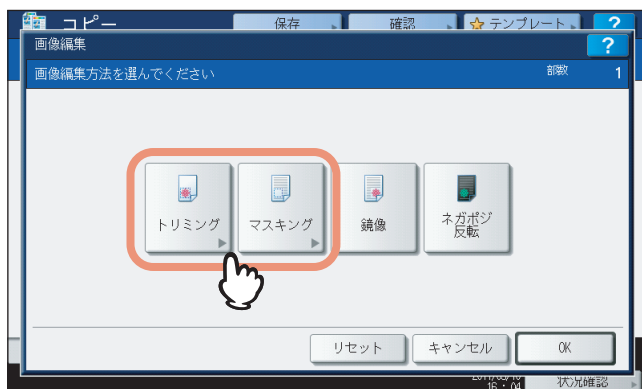 コピー
保存
確認
テンプレート
?
画像編集
?
画像編集方法を選んでください
部数
1
トリミング
マスキング
鏡像
ネガポジ
反転
リセット
キャンセル
OK
16：04
状況確認